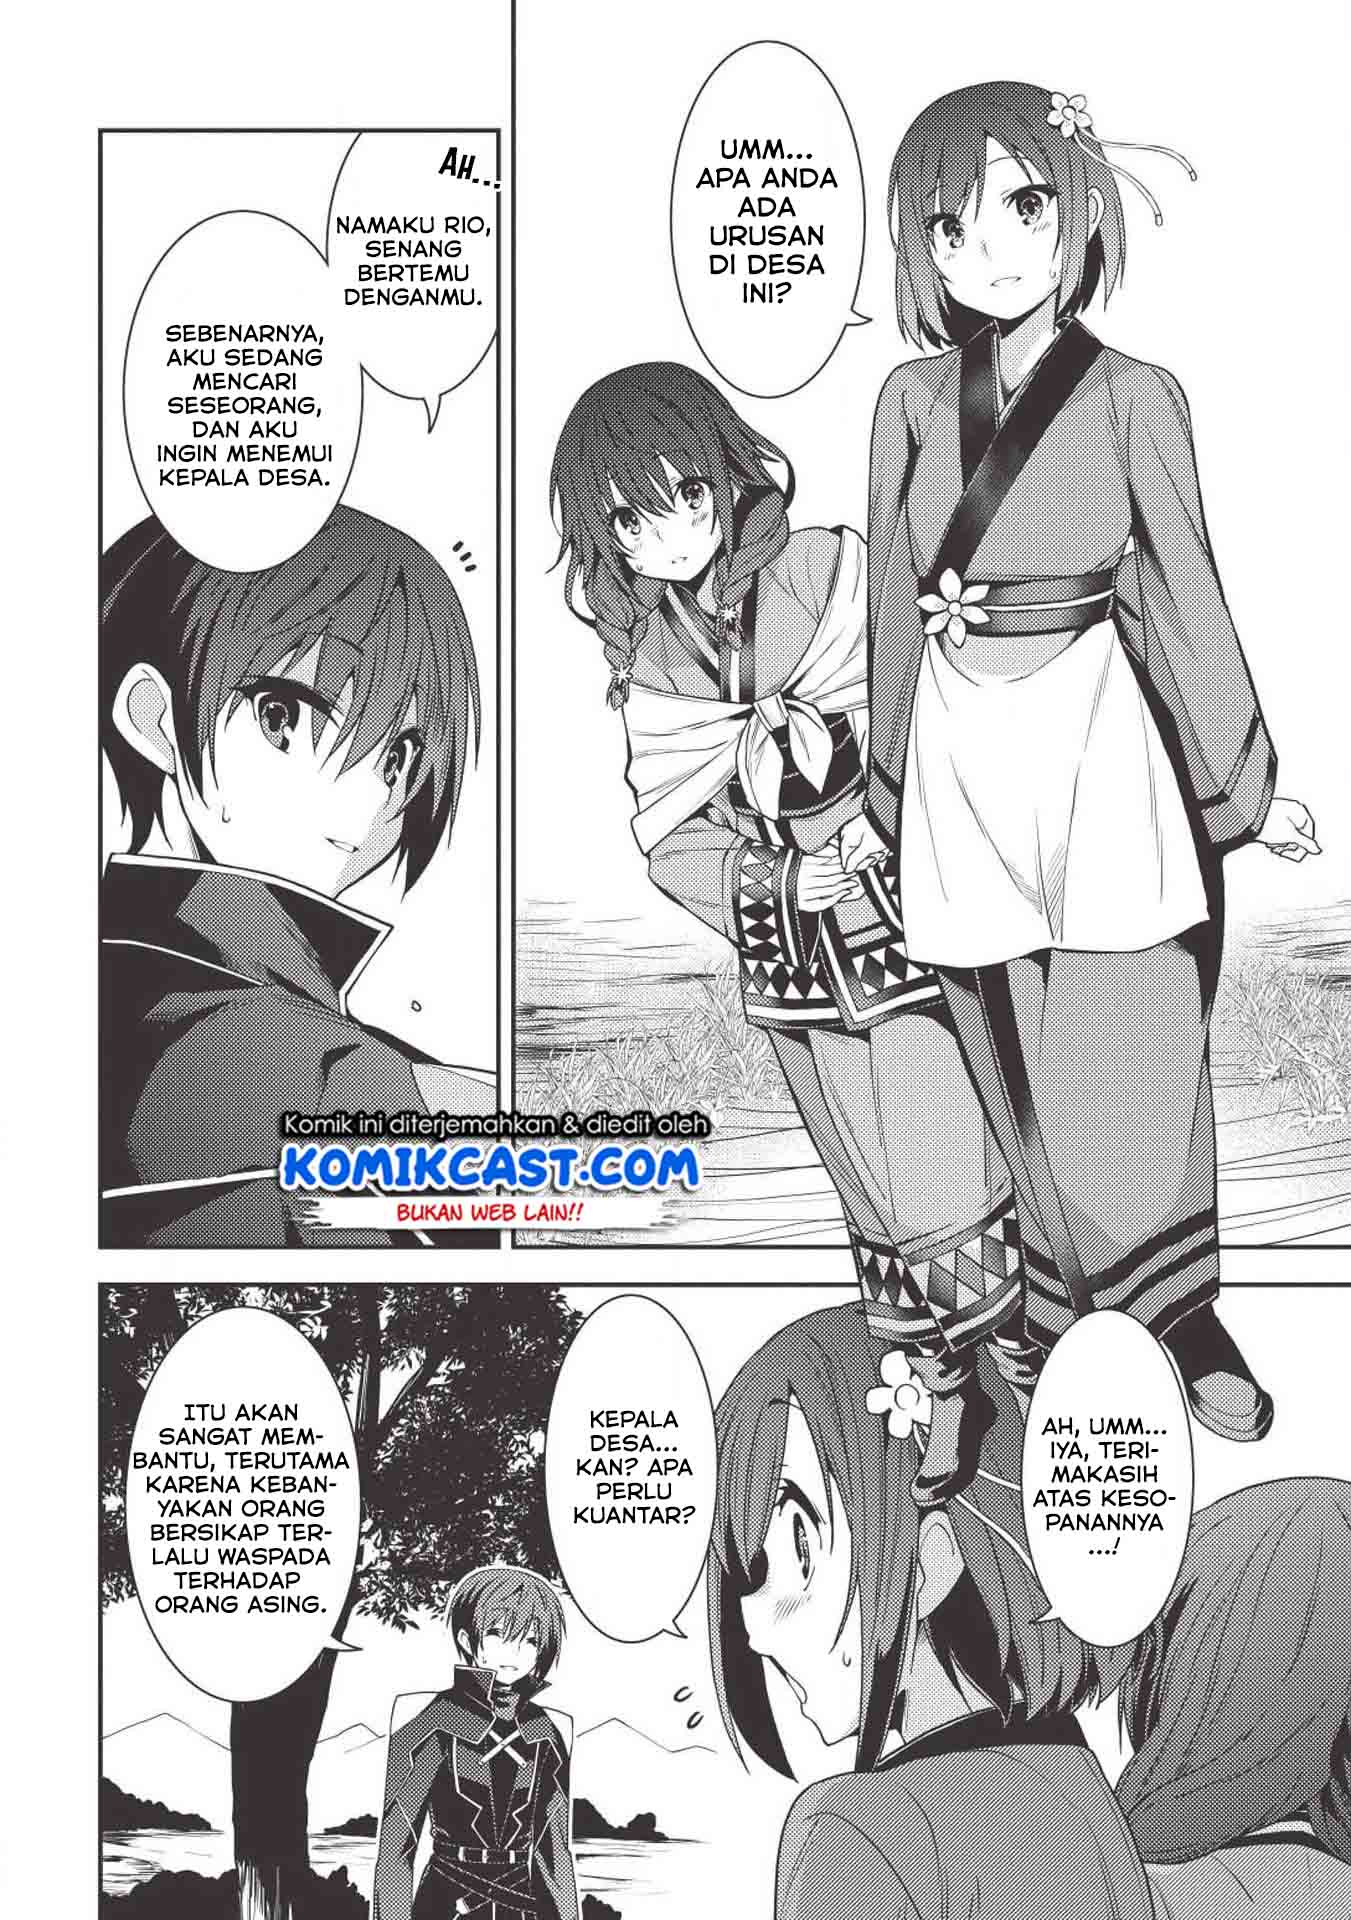 UMM...
APA ANDA
ADA
URUSAN
DI DESA
INI?
AH...
NAMAKU RIO,
SENANG
BERTEMU
DENGANMU.
SEBENARNYA,
AKU SEDANG
MENCARI
SESEORANG,
DAN AKU
INGIN MENEMUI
KEPALA DESA.
Komik ini diterjemahkan & diedit oleh
KOMIKCAST.COM
BUKAN WEB LAIN!!
AH, UMM...
IYA, TERI-
MAKASIH
ATAS KESO-
PANANNYA
...!
KEPALA
DESA...
KAN? APA
PERLU
KUANTAR?
ITU AKAN
SANGAT MEM-
BANTU, TERUTAMA
KARENA KEBAN-
YAKAN ORANG
BERSIKAP TER-
LALU WASPADA
TERHADAP
ORANG ASING.